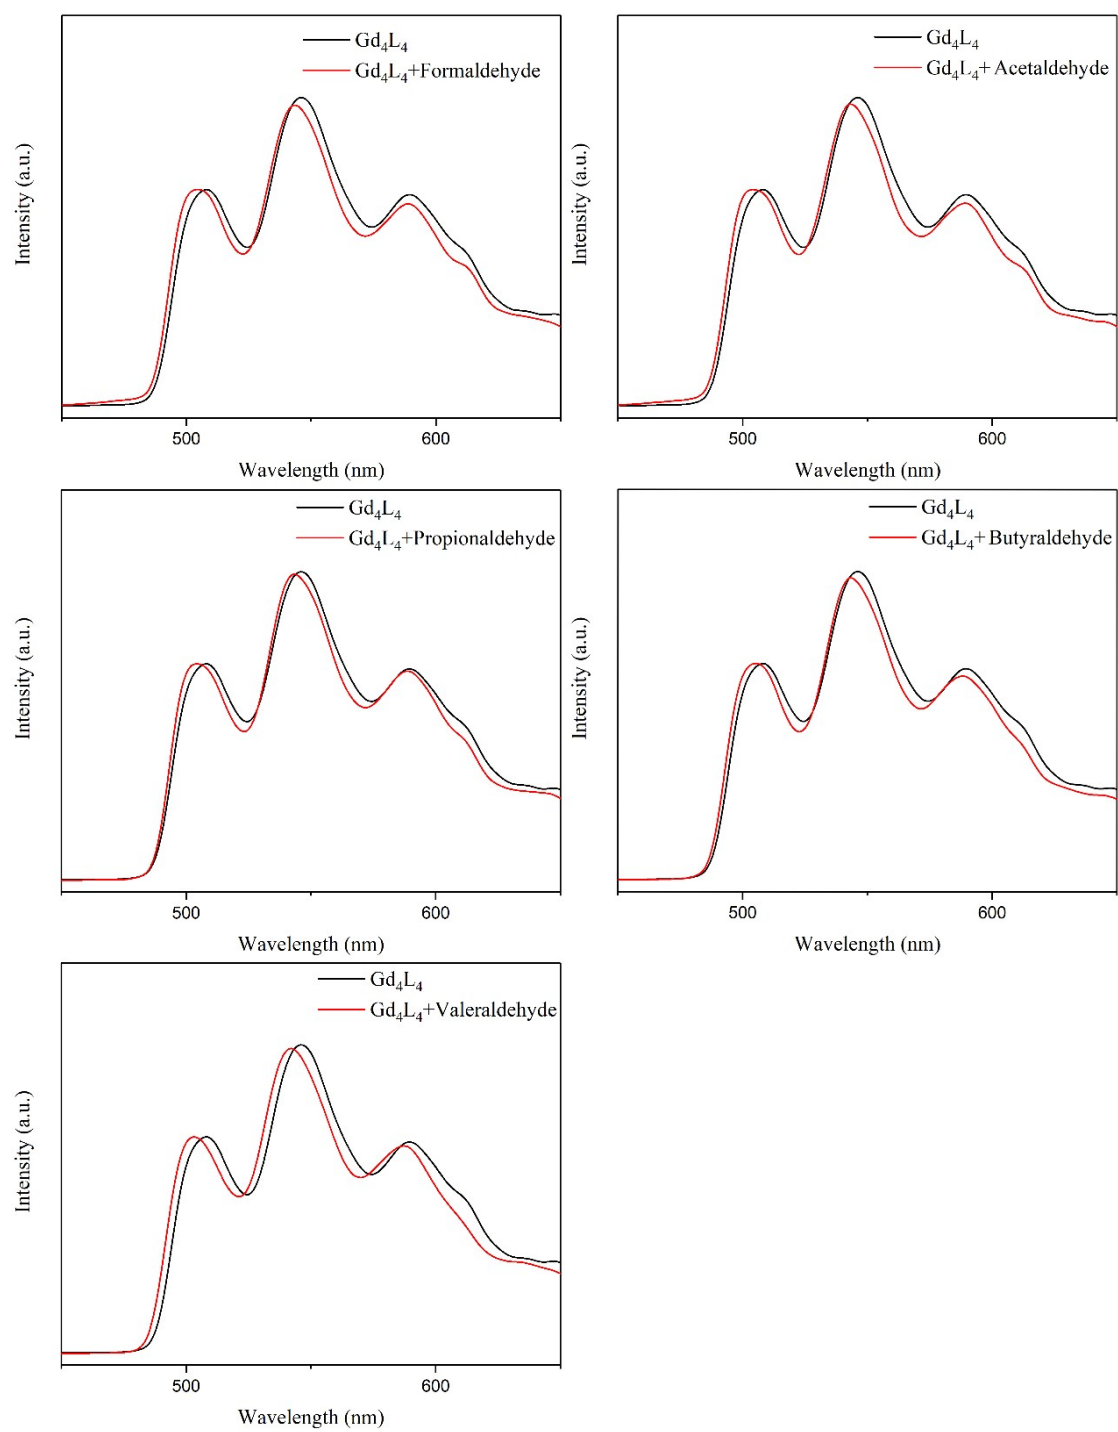 Gd₄L₄
Gd₄L₄+Formaldehyde
Intensity (a.u.)
500
600
Wavelength (nm)
Gd₄L₄
Gd₄L₄+ Acetaldehyde
Intensity (a.u.)
500
600
Wavelength (nm)
Gd₄L₄
Gd₄L₄+Propionaldehyde
Intensity (a.u.)
500
600
Wavelength (nm)
Gd₄L₄
Gd₄L₄+ Butyraldehyde
Intensity (a.u.)
500
600
Wavelength (nm)
Gd₄L₄
Gd₄L₄+Valeraldehyde
Intensity (a.u.)
500
600
Wavelength (nm)